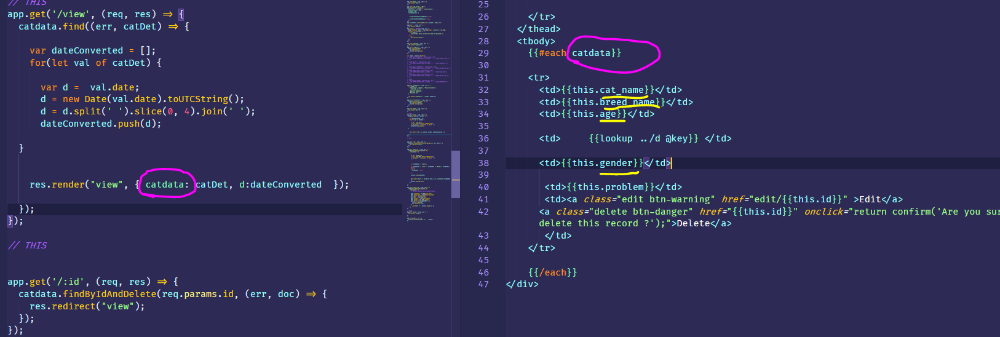 // THIS
app.get('/view', (req, res) => {
  catdata.find((err, catDet) => {
    var dateConverted = [];
    for(let val of catDet) {
      var d =  val.date;
      d = new Date(val.date).toUTCString();
      d = d.split(' ').slice(0, 4).join(' ');
      dateConverted.push(d);
  }
    res.render("view", { catdata: catDet, d:dateConverted  });
  });
});
// THIS
app.get('/:id', (req, res) => {
  catdata.findByIdAndDelete(req.params.id, (err, doc) => {
    res.redirect("view");
  });
});
25
26     </tr>
27   </thead>
28   <tbody>
29     {{#each catdata}}
30
31     <tr>
32       <td>{{this.cat_name}}</td>
33       <td>{{this.breed_name}}</td>
34       <td>{{this.age}}</td>
35
36       <td>     {{lookup ../d @key}} </td>
37
38       <td>{{this.gender}}</td>
39
40        <td>{{this.problem}}</td>
41        <td><a class="edit btn-warning" href="edit/{{this.id}}" >Edit</a>
42       <a class="delete btn-danger" href="{{this.id}}" onclick="return confirm('Are you
       delete this record ?');">Delete</a>
43        </td>
44     </tr>
45
46     {{/each}}
47 </div>